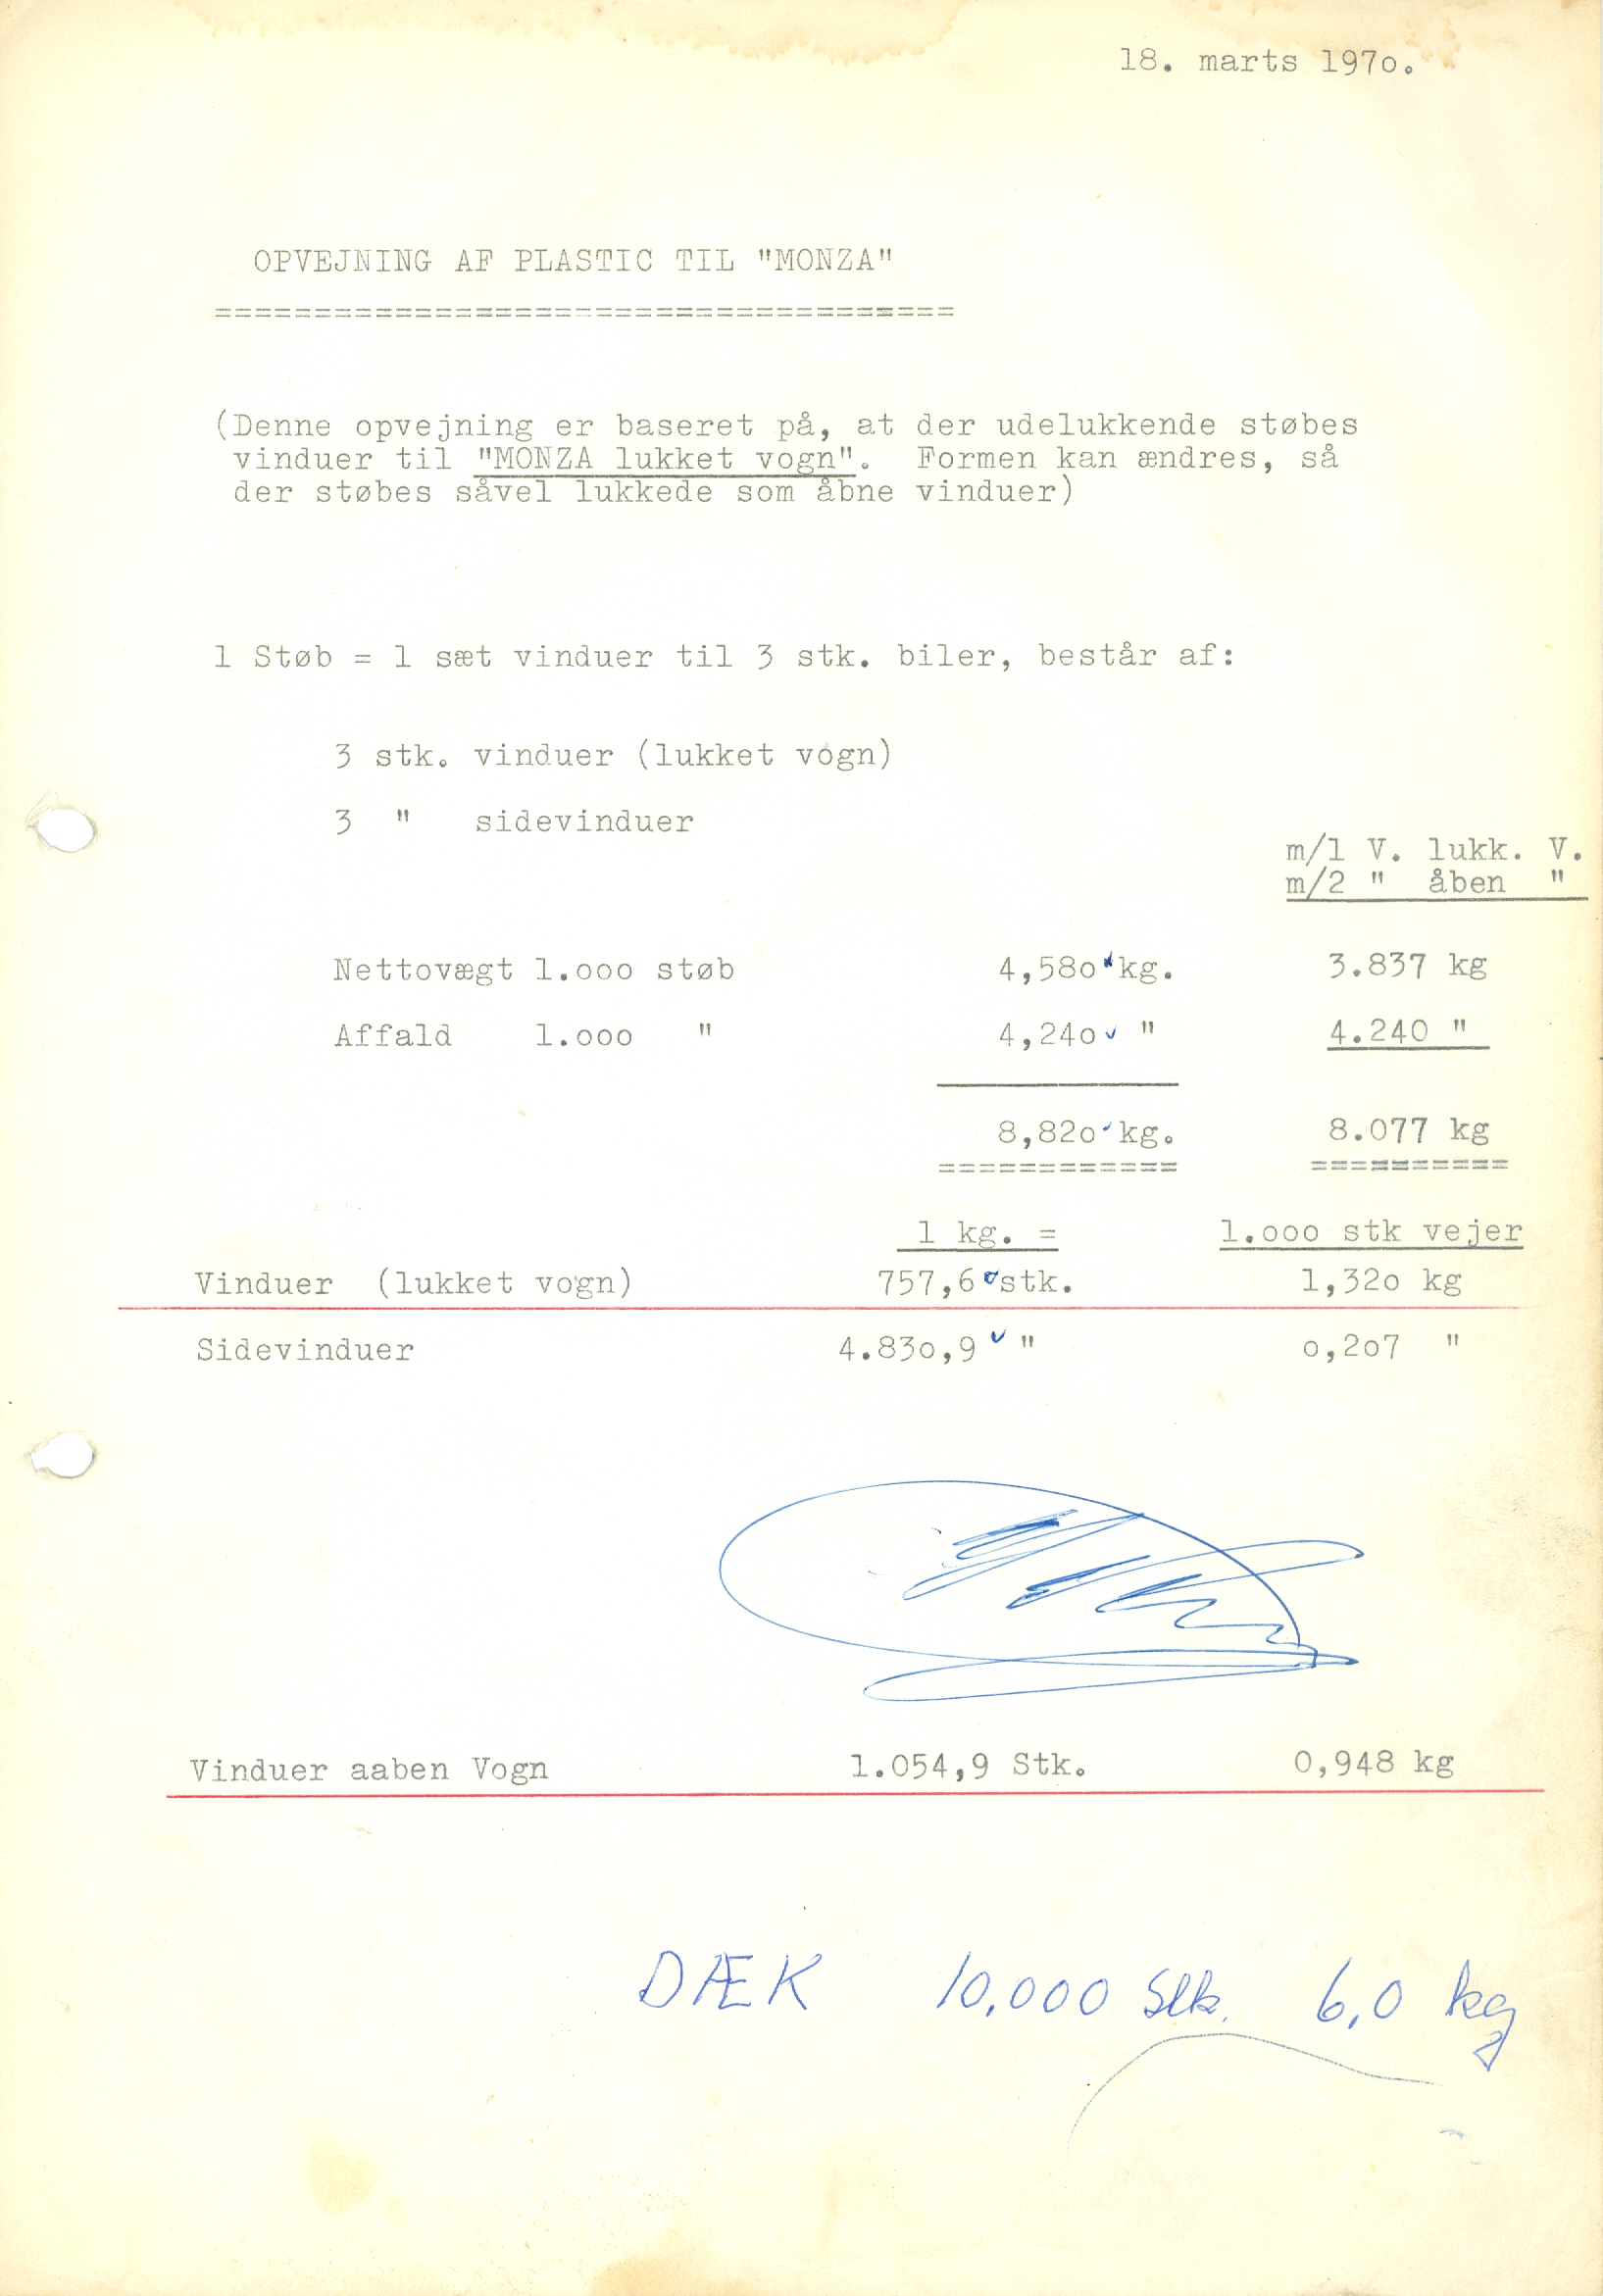 18. marts 197o.
OPVEJNING AF PLASTIC TIL "MONZA"
=====================================
(Denne opvejning er baseret på, at der udelukkende støbes
vinduer til "MONZA lukket vogn". Formen kan ændres, så
der støbes såvel lukkede som åbne vinduer)
1 Støb = 1 sæt vinduer til 3 stk. biler, består af:
3 stk. vinduer (lukket vogn)
3 " sidevinduer
m/1 V. lukk. V.
m/2 " åben "
Nettovægt 1.ooo støb 4,58o kg. 3.837 kg
Affald 1.ooo " 4,24o " 4.240 "
8,82o kg. 8.077 kg
============ ==========
1 kg. = 1.ooo stk vejer
Vinduer (lukket vogn) 757,6 stk. 1,32o kg
Sidevinduer 4.83o,9 " o,2o7 "
Vinduer aaben Vogn 1.054,9 Stk. 0,948 kg
DÆK 10.000 Stk. 6,0 kg